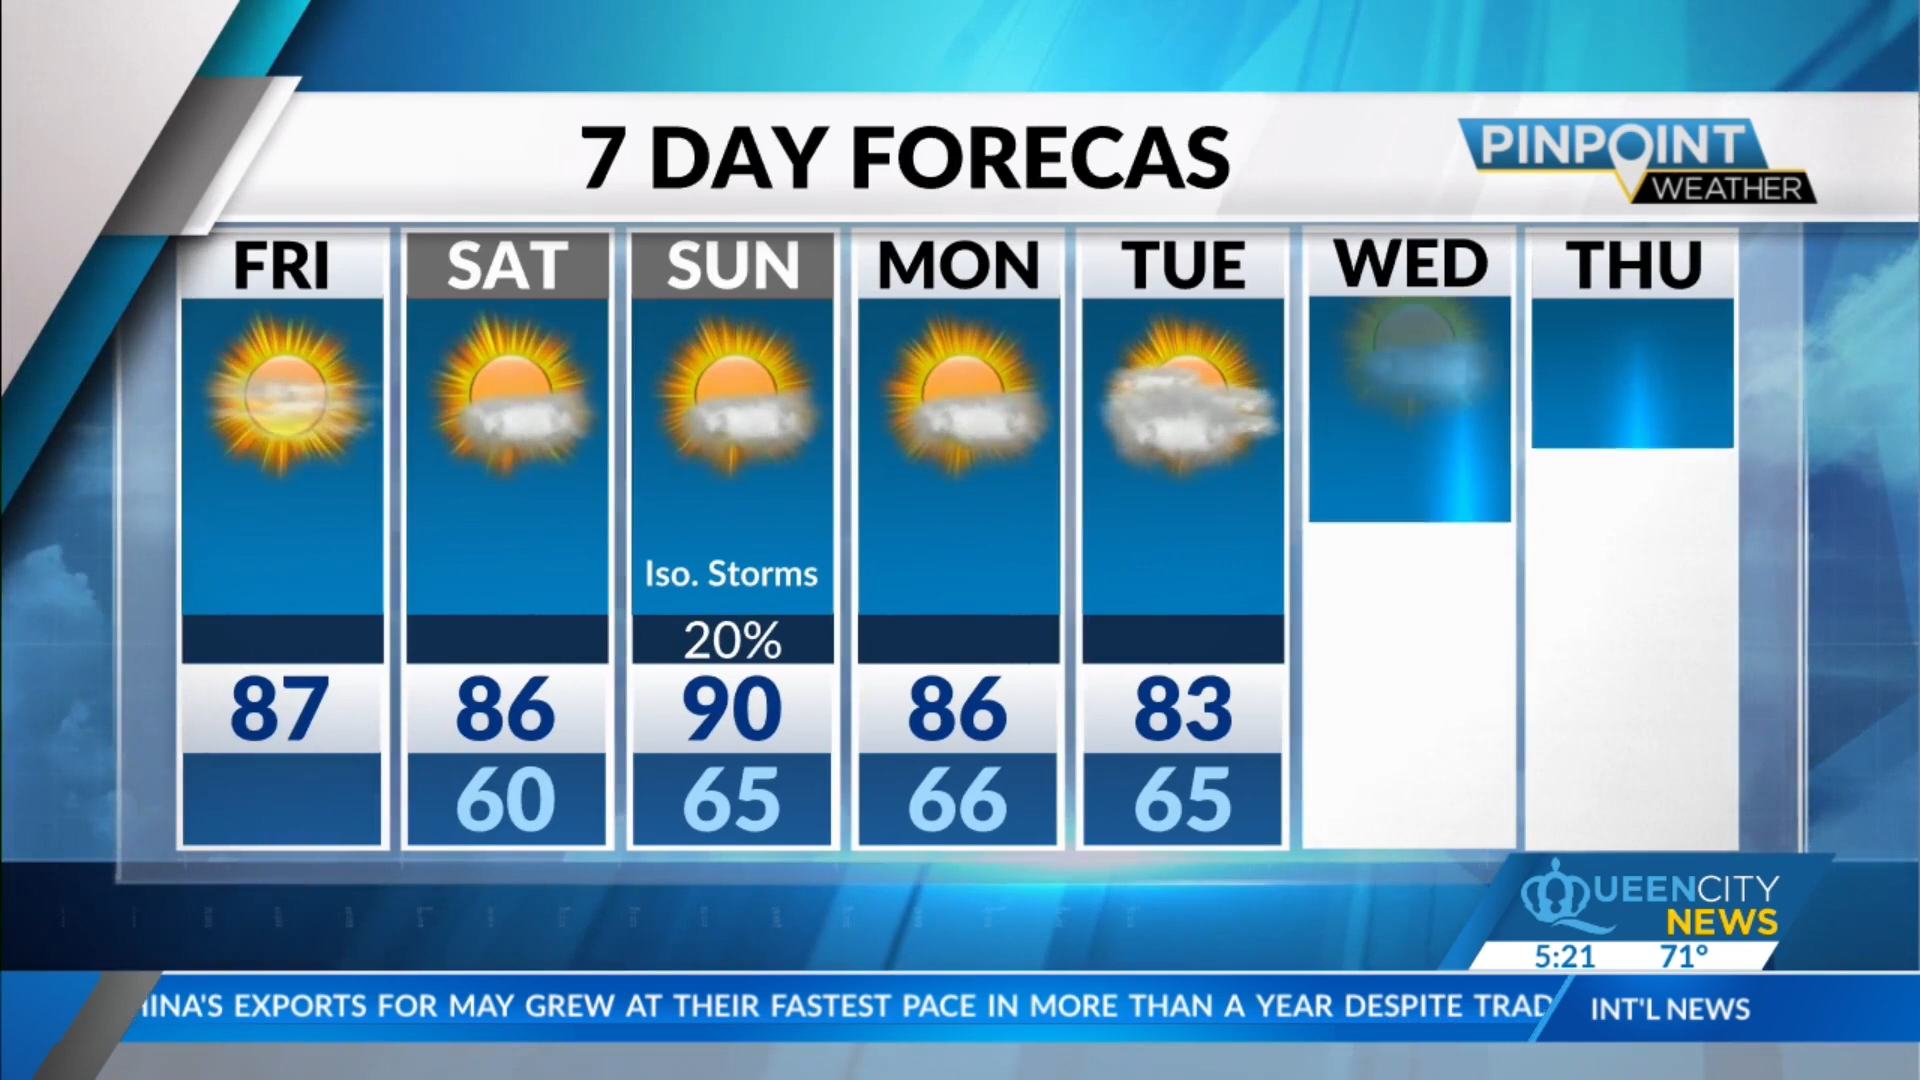 7 DAY FORECAS
PINPOINT
WEATHER
FRI SAT SUN MON TUE WED THU
Iso. Storms
20%
87 86 90 86 83
60 65 66 65
QUEENCITY
NEWS
5:21 71°
HINA'S EXPORTS FOR MAY GREW AT THEIR FASTEST PACE IN MORE THAN A YEAR DESPITE TRAD
INT'L NEWS